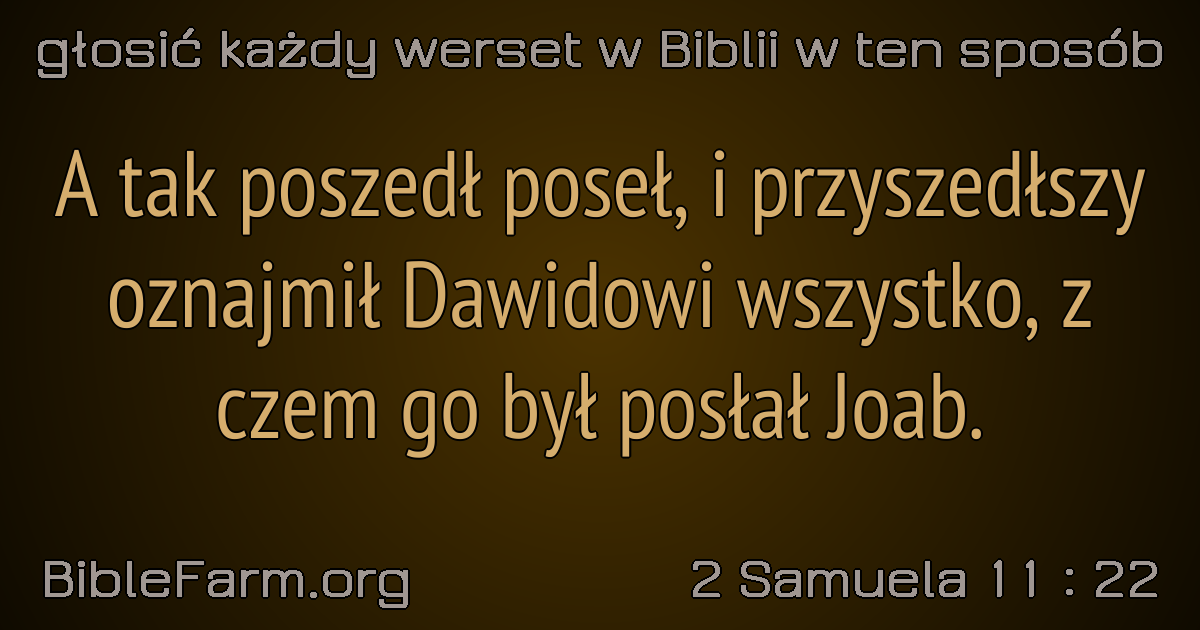 głosić każdy werset w Biblii w ten sposób
A tak poszedł poseł, i przyszedłszy
oznajmił Dawidowi wszystko, z
czem go był posłał Joab.
BibleFarm.org
2 Samuela 11 : 22